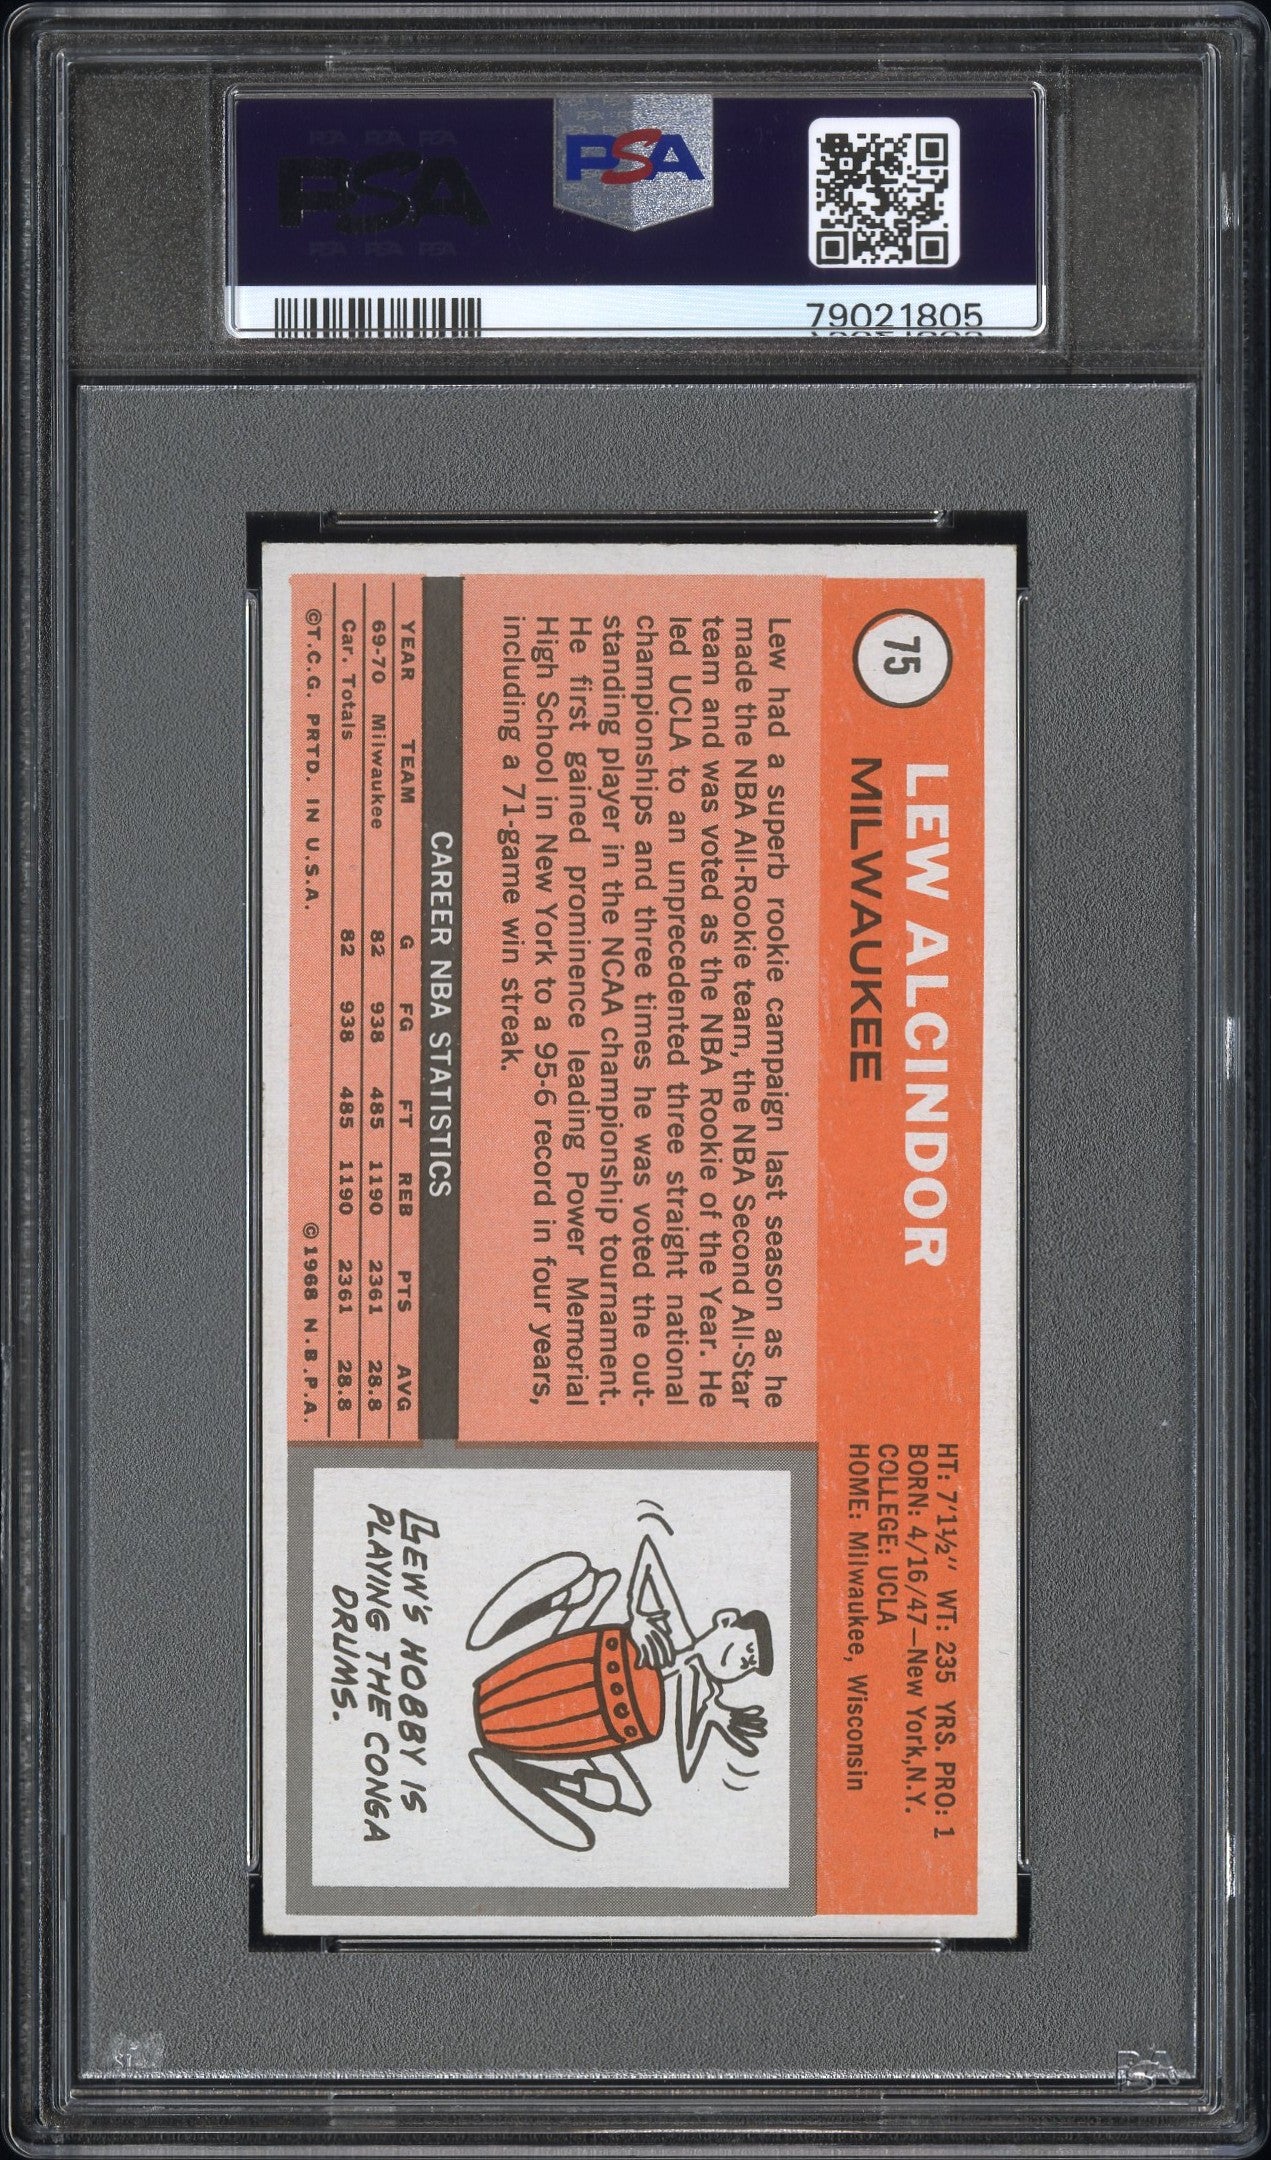 PSA PSA PSA
PSA
PSA PSA PSA
PSA
79021805
75
LEW ALCINDOR
MILWAUKEE
HT: 7'1½" WT: 235 YRS. PRO: 1
BORN: 4/16/47—New York, N.Y.
COLLEGE: UCLA
HOME: Milwaukee, Wisconsin
Lew had a superb rookie campaign last season as he
made the NBA All-Rookie team, the NBA Second All-Star
team and was voted as the NBA Rookie of the Year. He
led UCLA to an unprecedented three straight national
championships and three times he was voted the out-
standing player in the NCAA championship tournament.
He first gained prominence leading Power Memorial
High School in New York to a 95-6 record in four years,
including a 71-game win streak.
CAREER NBA STATISTICS
YEAR TEAM G FG FT REB PTS AVG
69-70 Milwaukee 82 938 485 1190 2361 28.8
Car. Totals 82 938 485 1190 2361 28.8
©T.C.G. PRTD. IN U.S.A. ©1968 N.B.P.A.
LEW'S HOBBY IS
PLAYING THE CONGA
DRUMS.
PSA